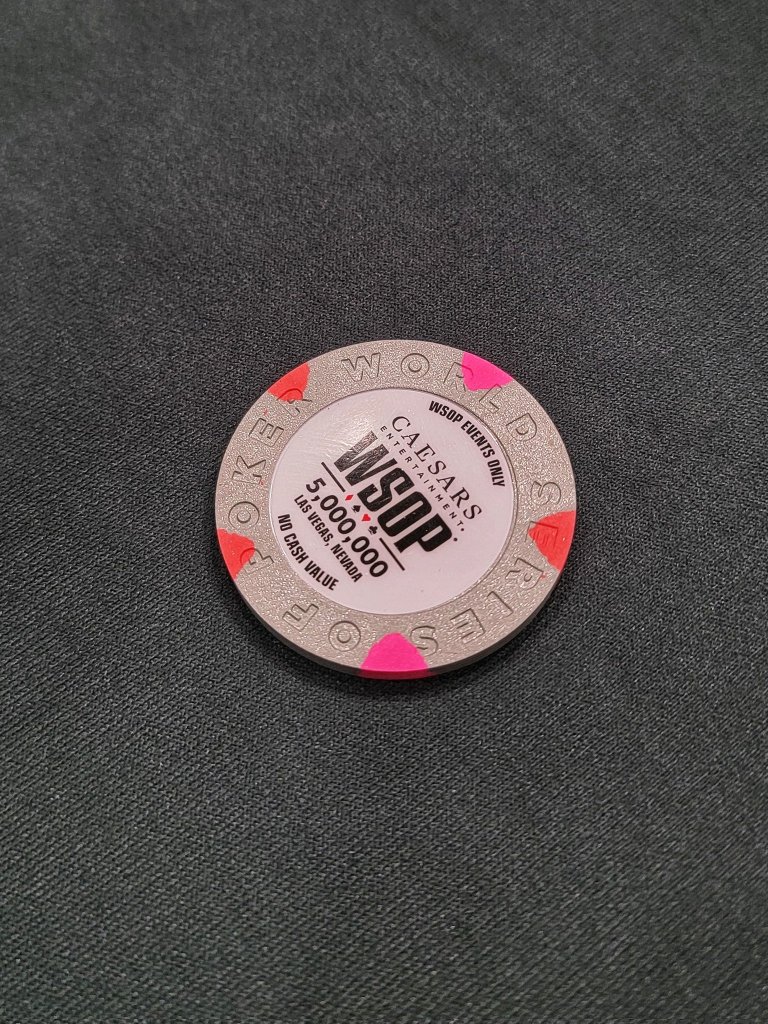 WORLD SERIES OF POKER
WSOP EVENTS ONLY
CAESARS
ENTERTAINMENT.
WSOP
5,000,000
LAS VEGAS, NEVADA
NO CASH VALUE